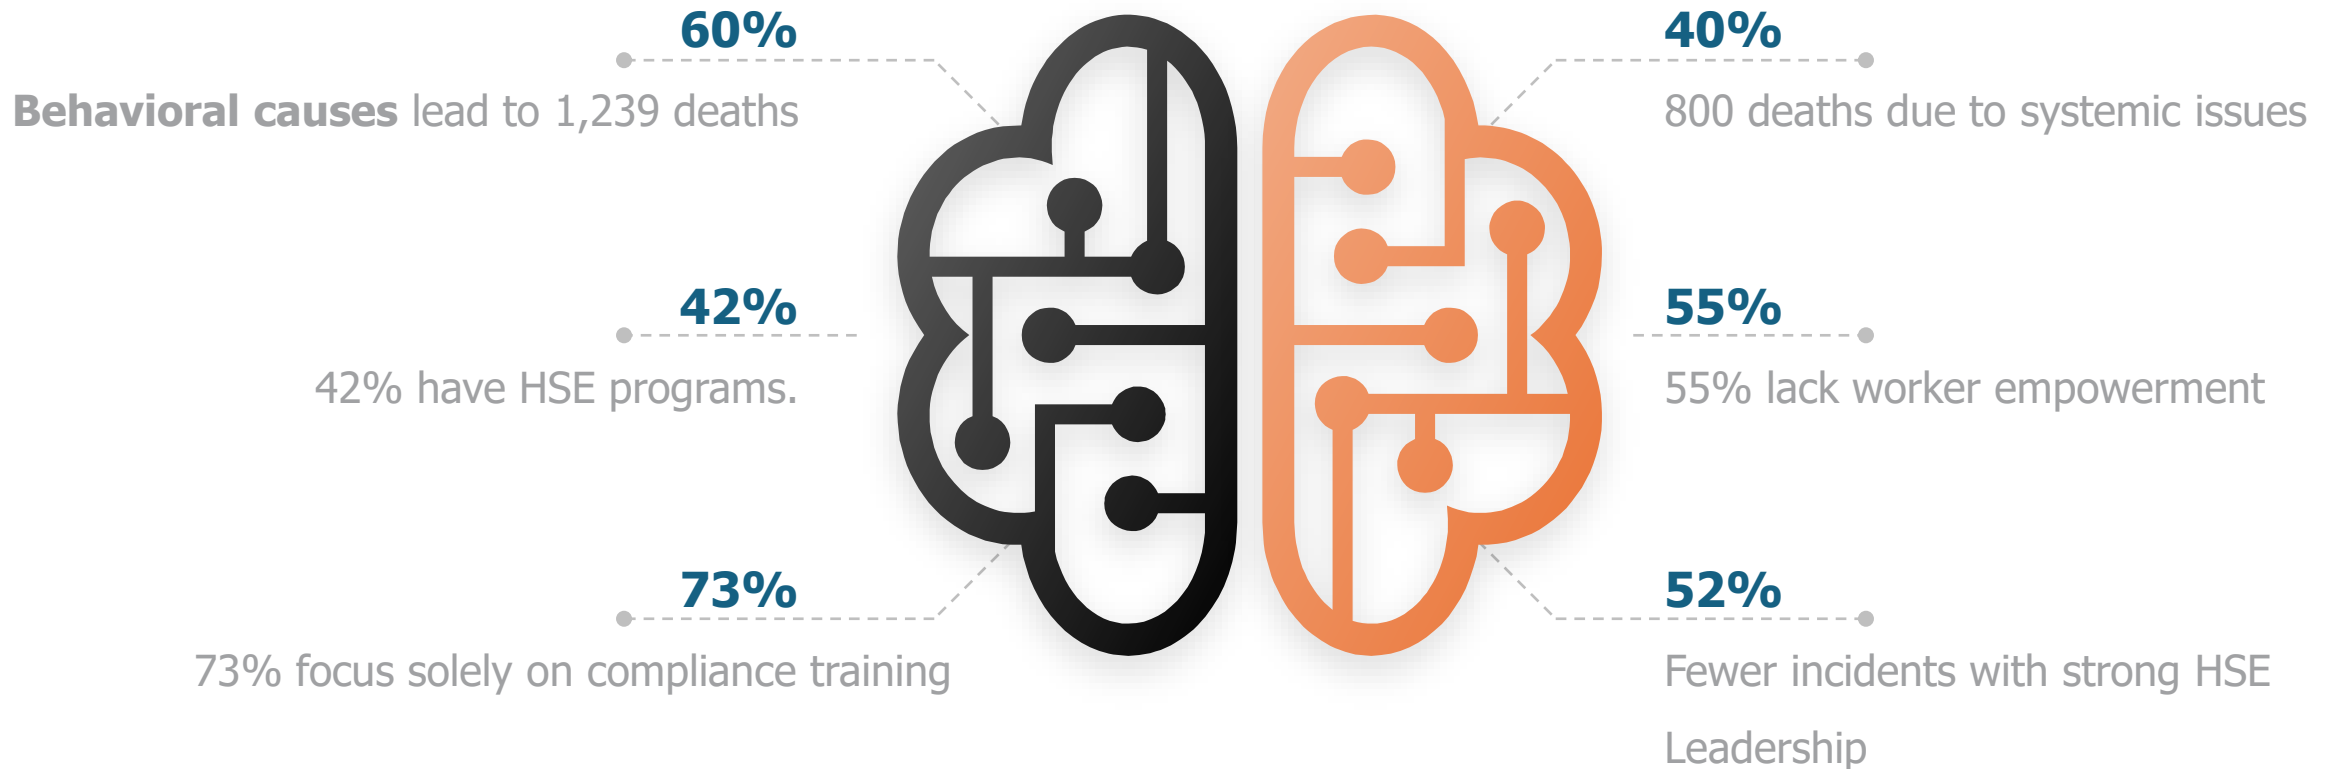 60%
Behavioral causes lead to 1,239 deaths
42%
42% have HSE programs.
73%
73% focus solely on compliance training
40%
800 deaths due to systemic issues
55%
55% lack worker empowerment
52%
Fewer incidents with strong HSE
Leadership